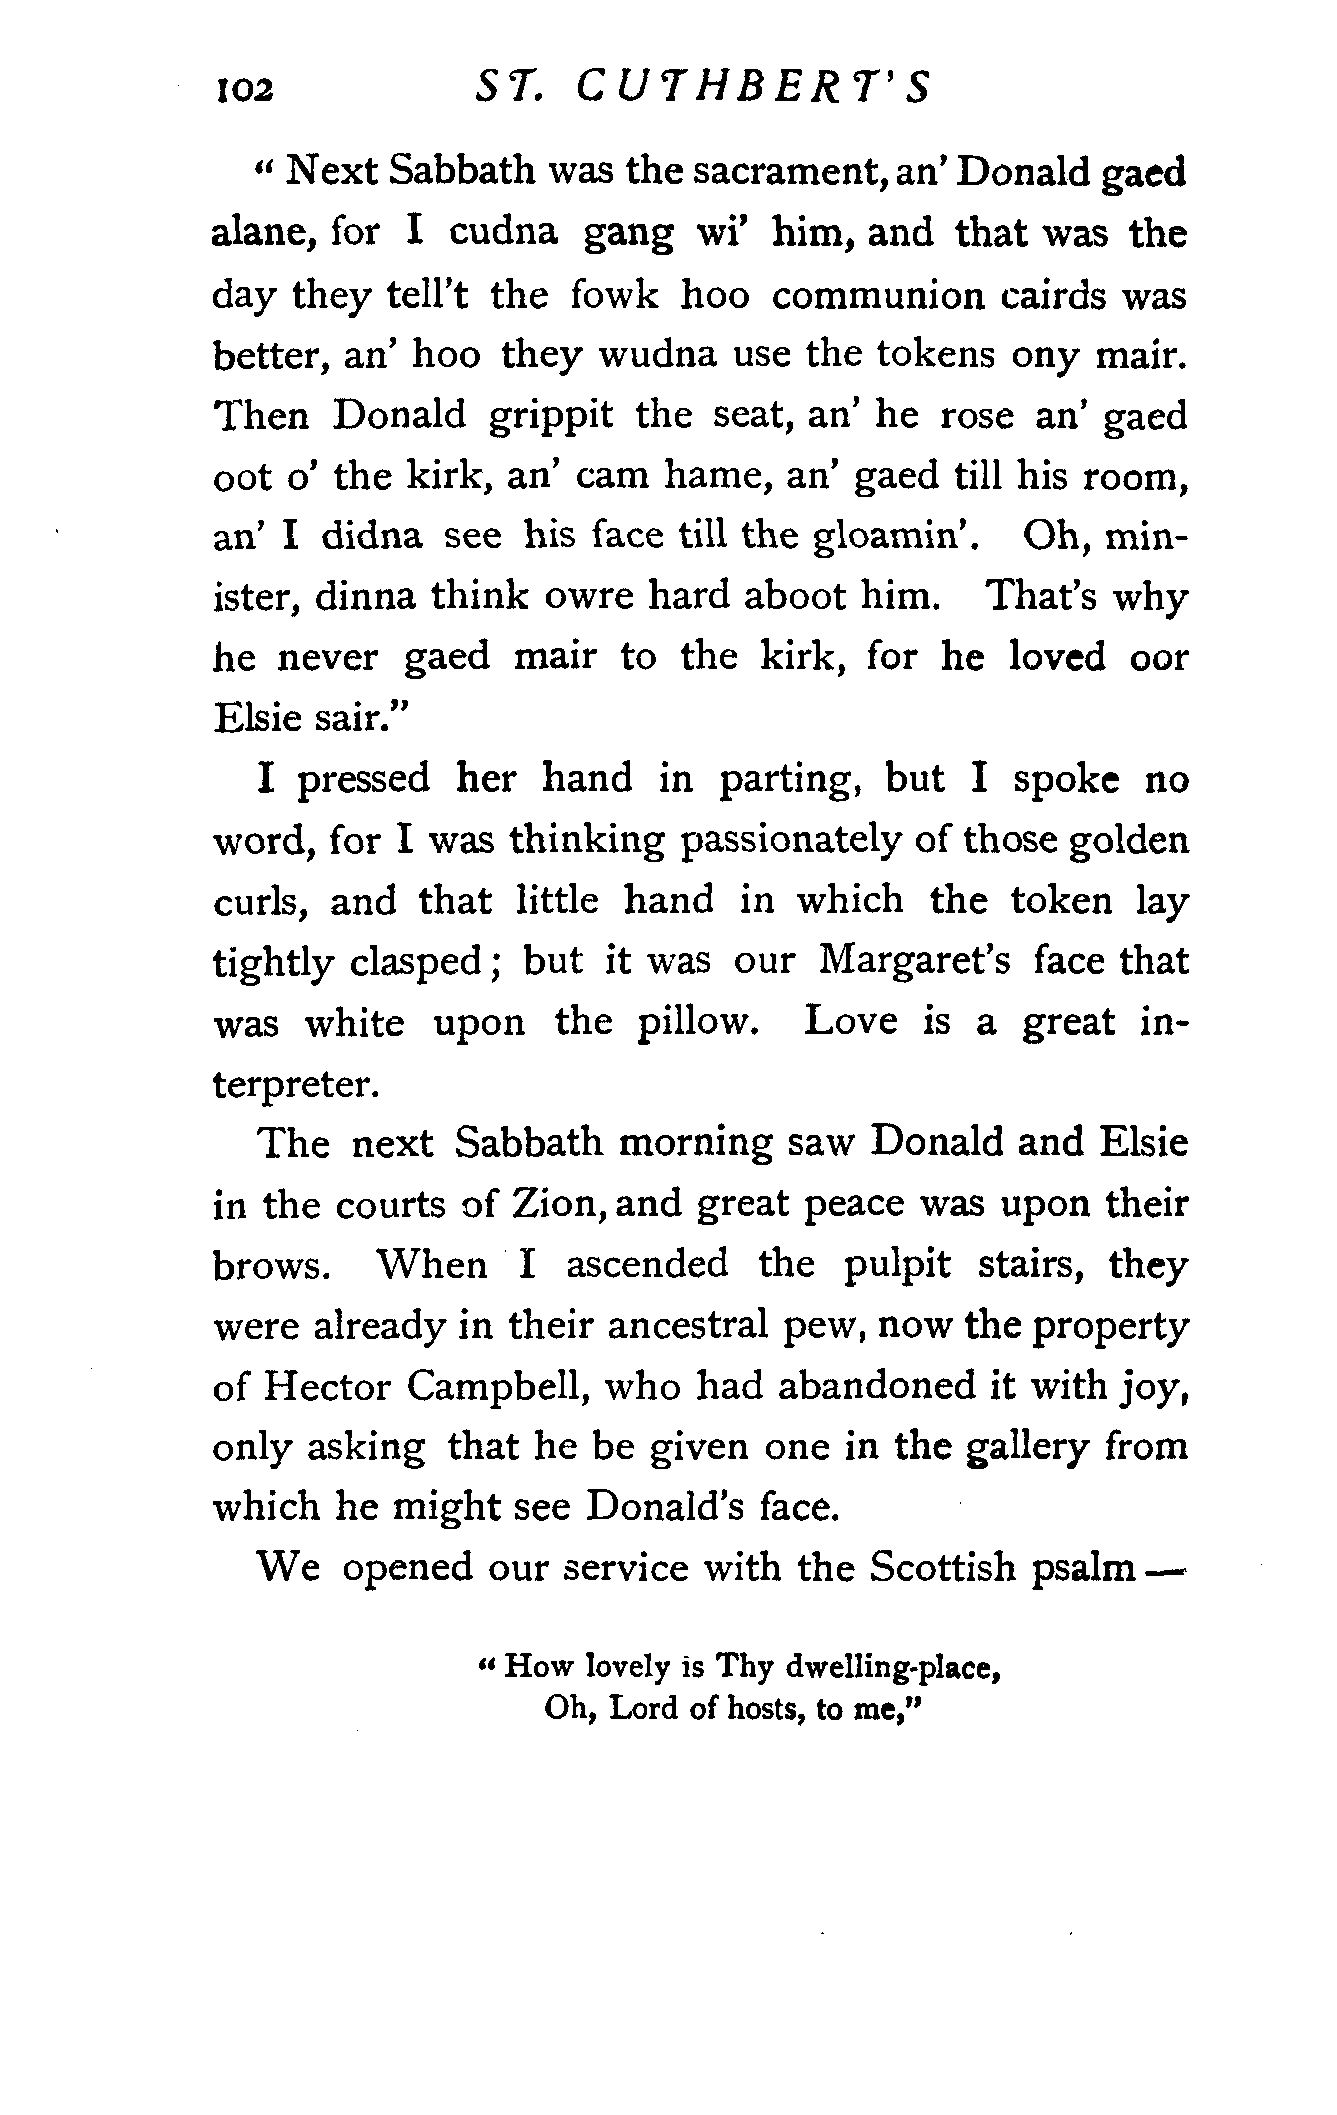 102 ST. CUTHBERT'S
“ Next Sabbath was the sacrament, an' Donald gaed
alane, for I cudna gang wi' him, and that was the
day they tell't the fowk hoo communion cairds was
better, an' hoo they wudna use the tokens ony mair.
Then Donald grippit the seat, an' he rose an' gaed
oot o' the kirk, an' cam hame, an' gaed till his room,
an' I didna see his face till the gloamin'. Oh, min-
ister, dinna think owre hard aboot him. That's why
he never gaed mair to the kirk, for he loved oor
Elsie sair.”
I pressed her hand in parting, but I spoke no
word, for I was thinking passionately of those golden
curls, and that little hand in which the token lay
tightly clasped ; but it was our Margaret's face that
was white upon the pillow. Love is a great in-
terpreter.
The next Sabbath morning saw Donald and Elsie
in the courts of Zion, and great peace was upon their
brows. When I ascended the pulpit stairs, they
were already in their ancestral pew, now the property
of Hector Campbell, who had abandoned it with joy,
only asking that he be given one in the gallery from
which he might see Donald's face.
We opened our service with the Scottish psalm —
“ How lovely is Thy dwelling-place,
Oh, Lord of hosts, to me,”